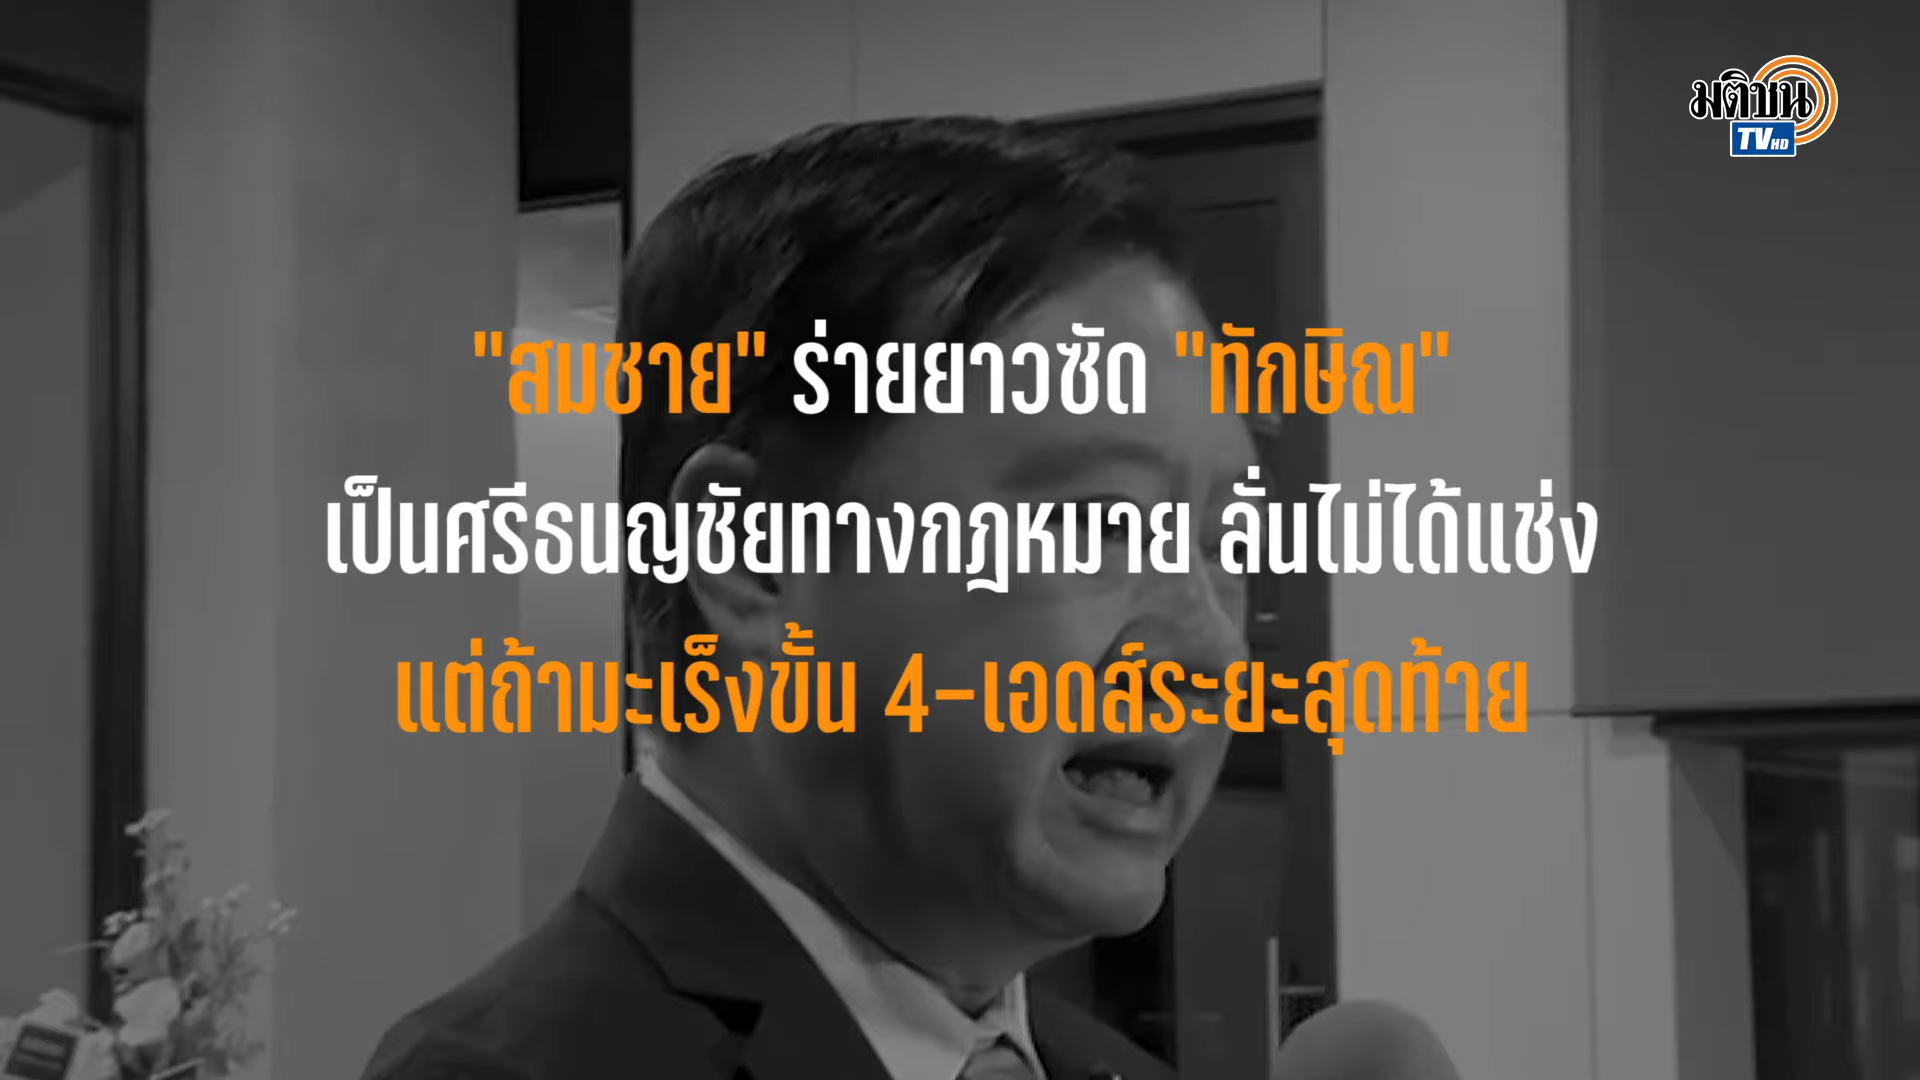 มติชน
TV HD
"สมชาย" ร่ายยาวซัด "ทักษิณ"
เป็นศรีธนญชัยทางกฎหมาย ลั่นไม่ได้แช่ง
แต่ถ้ามะเร็งขั้น 4-เอดส์ระยะสุดท้าย